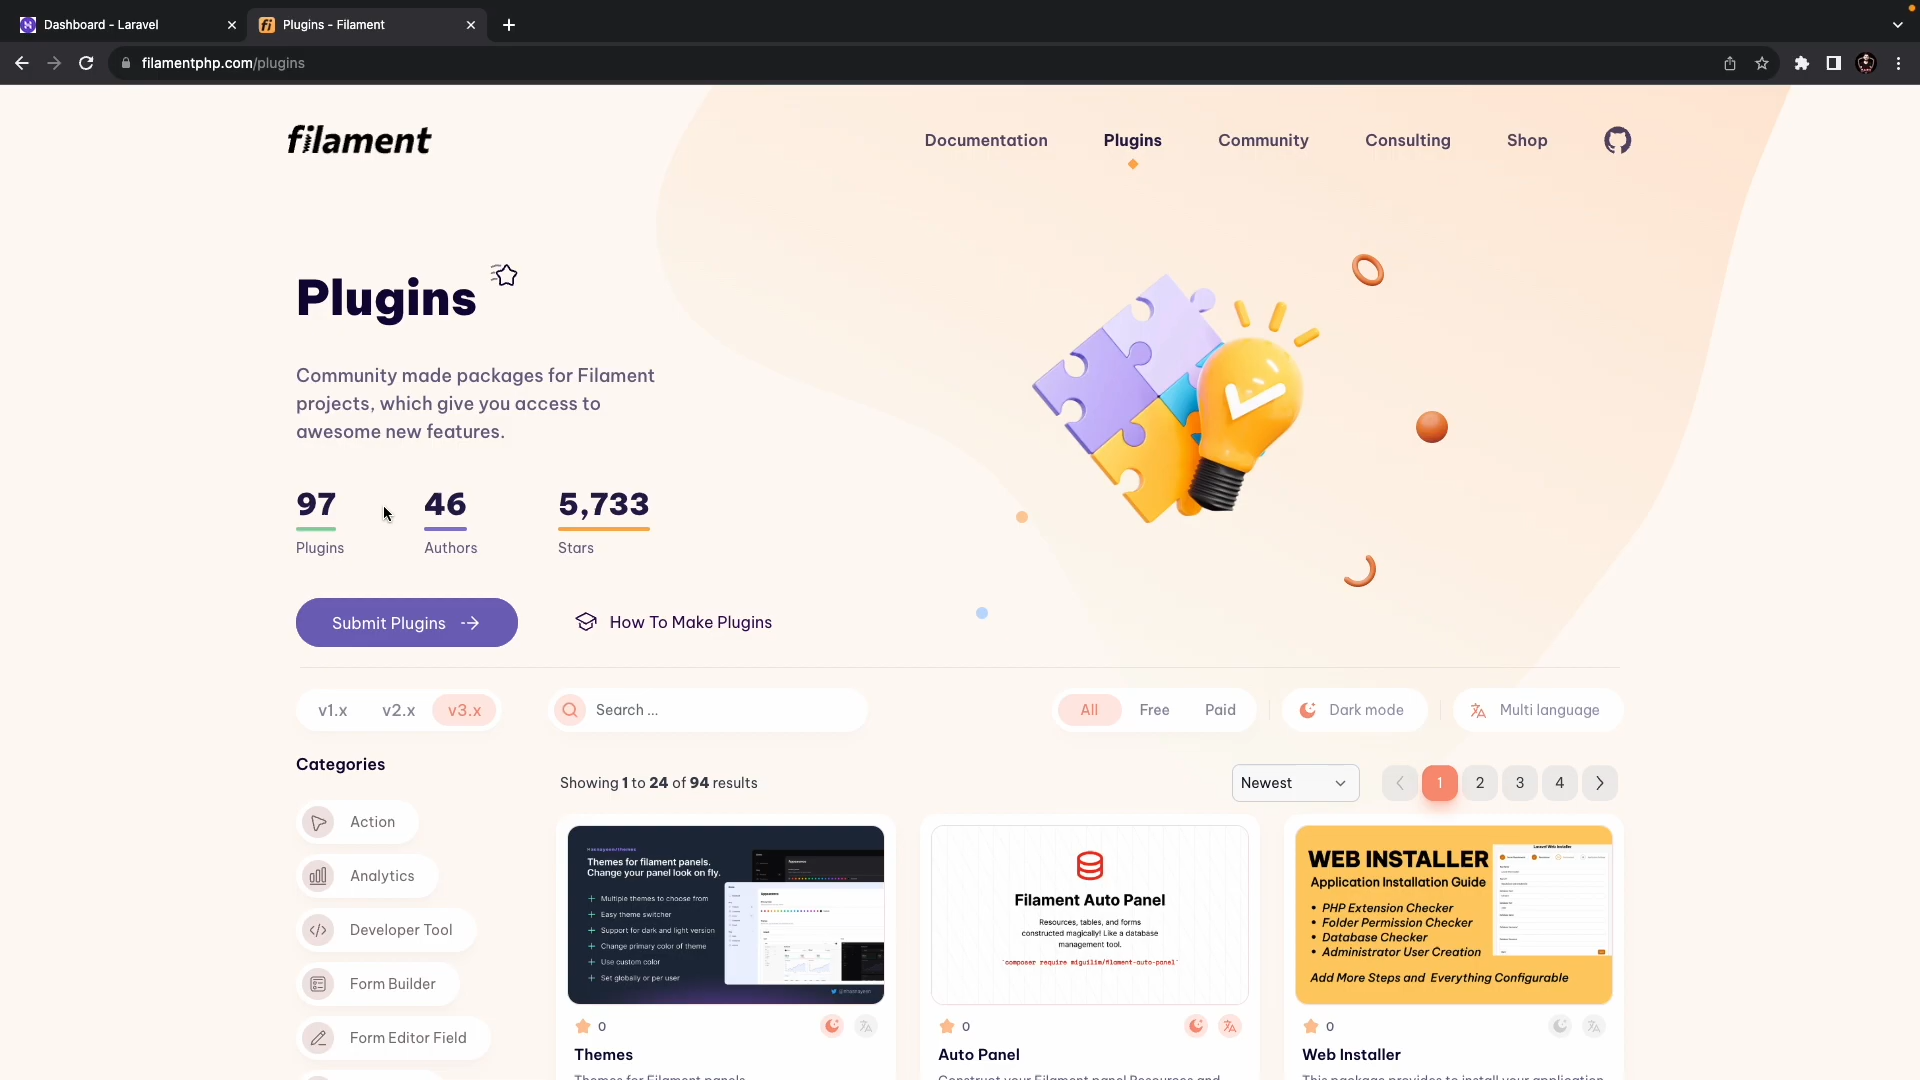 Dashboard - Laravel
Plugins - Filament
filamentphp.com/plugins
filament
Documentation
Plugins
Community
Consulting
Shop
Plugins
Community made packages for Filament
projects, which give you access to
awesome new features.
97
46
5,733
Plugins
Authors
Stars
Submit Plugins
How To Make Plugins
v1.x
v2.x
v3.x
Search ...
All
Free
Paid
Dark mode
Multi language
Categories
Showing 1 to 24 of 94 results
Newest
1
2
3
4
Action
Analytics
Developer Tool
Form Builder
Form Editor Field
Themes for filament panels.
Change your panel look on fly.
Multiple themes to choose from
Easy theme switcher
Support for dark and light version
Change primary color of theme
Use custom color
Set globally or per user
0
Themes
Filament Auto Panel
Resources, tables, and forms
constructed magically! Like a database
management tool.
`composer require miguilim/filament-auto-panel`
0
Auto Panel
WEB INSTALLER
Application Installation Guide
• PHP Extension Checker
• Folder Permission Checker
• Database Checker
• Administrator User Creation
Add More Steps and Everything Configurable
0
Web Installer